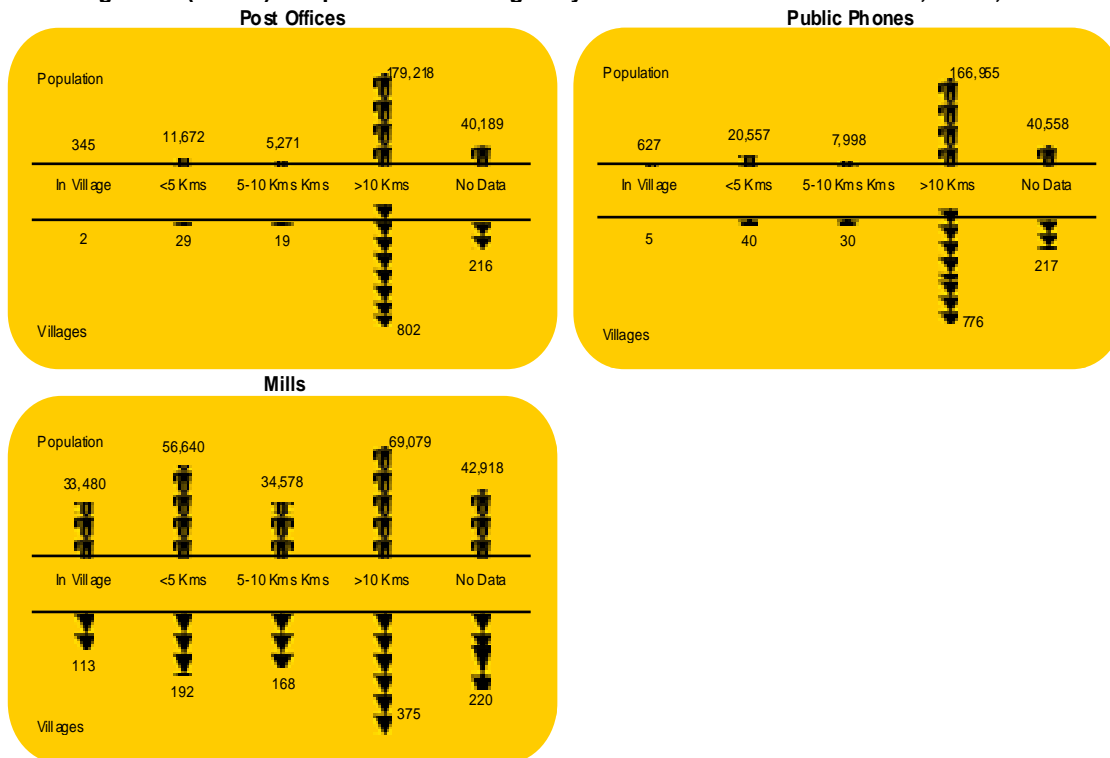 Post Offices
Population
345
11,672
5,271
179,218
40,189
In Village <5 Kms 5-10 Kms Kms >10 Kms No Data
2
29
19
802
216
Villages
Public Phones
Population
627
20,557
7,998
166,955
40,558
In Village <5 Kms 5-10 Kms Kms >10 Kms No Data
5
40
30
776
217
Villages
Mills
Population
33,480
56,640
34,578
69,079
42,918
In Village <5 Kms 5-10 Kms Kms >10 Kms No Data
113
192
168
375
220
Villages